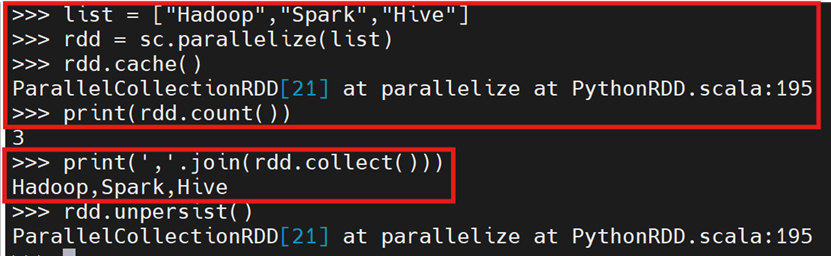 >>> list = ["Hadoop","Spark","Hive"]
>>> rdd = sc.parallelize(list)
>>> rdd.cache()
ParallelCollectionRDD[21] at parallelize at PythonRDD.scala:195
>>> print(rdd.count())
3
>>> print(','.join(rdd.collect()))
Hadoop,Spark,Hive
>>> rdd.unpersist()
ParallelCollectionRDD[21] at parallelize at PythonRDD.scala:195
>>>